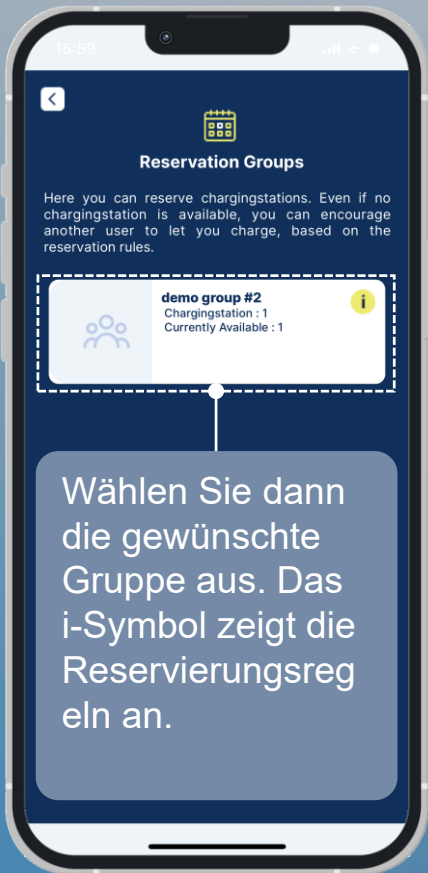 15:59
Reservation Groups
Here you can reserve chargingstations. Even if no
chargingstation is available, you can encourage
another user to let you charge, based on the
reservation rules.
demo group #2
i
Chargingstation : 1
Currently Available : 1
Wählen Sie dann
die gewünschte
Gruppe aus. Das
i-Symbol zeigt die
Reservierungsreg
eln an.